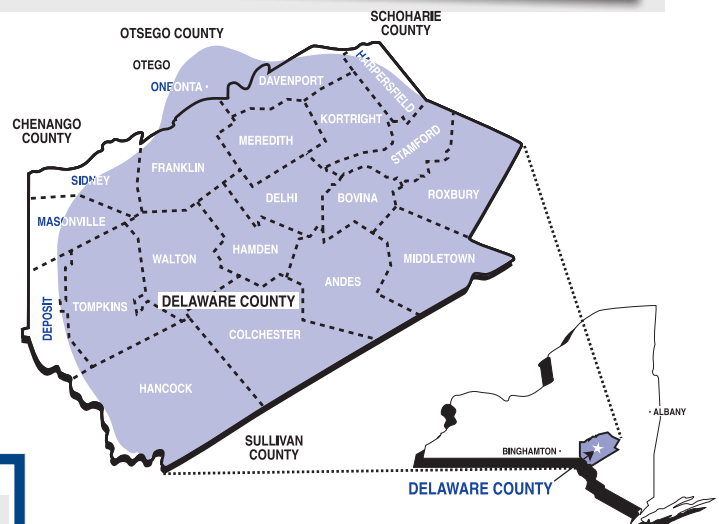 SCHOHARIE
COUNTY
OTSEGO COUNTY
OTEGO
ONEONTA
DAVENPORT
HARPERSFIELD
KORTRIGHT
CHENANGO
COUNTY
MEREDITH
STAMFORD
FRANKLIN
SIDNEY
DELHI
BOVINA
ROXBURY
MASONVILLE
HAMDEN
WALTON
MIDDLETOWN
ANDES
DEPOSIT
TOMPKINS
DELAWARE COUNTY
COLCHESTER
HANCOCK
ALBANY
SULLIVAN
COUNTY
BINGHAMTON
DELAWARE COUNTY